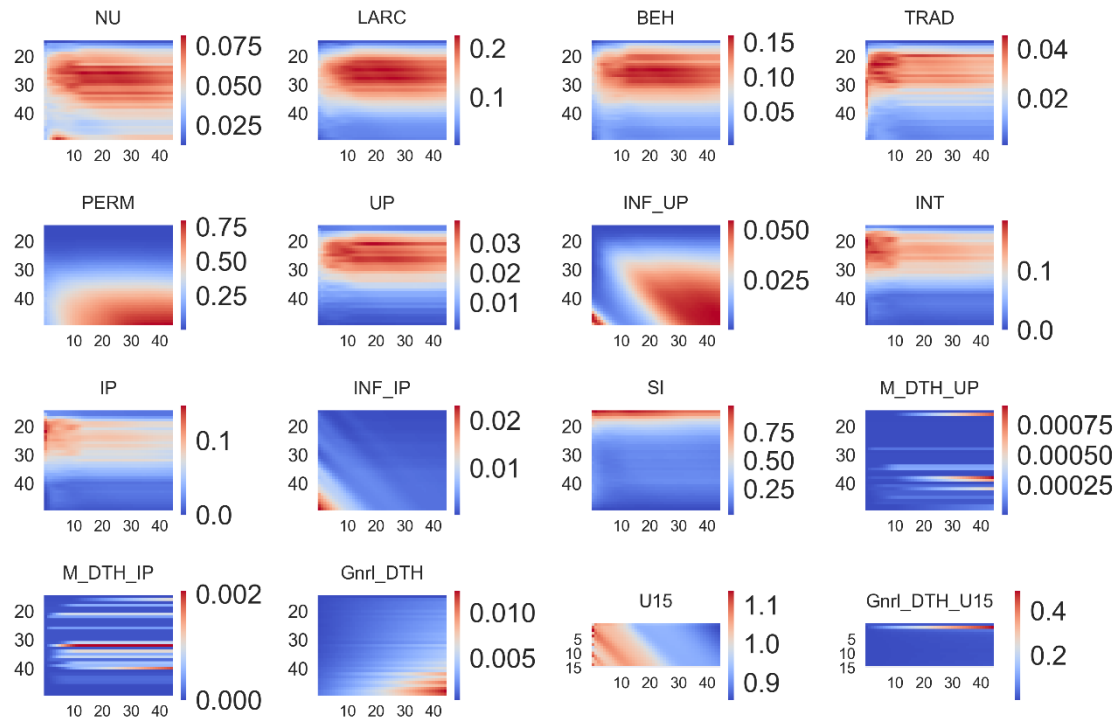 NU LARC BEH TRAD
20 30 40 10 20 30 40 0.075 0.050 0.025
20 30 40 10 20 30 40 0.2 0.1
20 30 40 10 20 30 40 0.15 0.10 0.05
20 30 40 10 20 30 40 0.04 0.02
PERM UP INF_UP INT
20 30 40 10 20 30 40 0.75 0.50 0.25
20 30 40 10 20 30 40 0.03 0.02 0.01
20 30 40 10 20 30 40 0.050 0.025
20 30 40 10 20 30 40 0.1 0.0
IP INF_IP SI M_DTH_UP
20 30 40 10 20 30 40 0.1 0.0
20 30 40 10 20 30 40 0.02 0.01
20 30 40 10 20 30 40 0.75 0.50 0.25
20 30 40 10 20 30 40 0.00075 0.00050 0.00025
M_DTH_IP Gnrl_DTH U15 Gnrl_DTH_U15
20 30 40 10 20 30 40 0.002 0.000
20 30 40 10 20 30 40 0.010 0.005
5 10 15 10 20 30 40 1.1 1.0 0.9
5 10 15 10 20 30 40 0.4 0.2